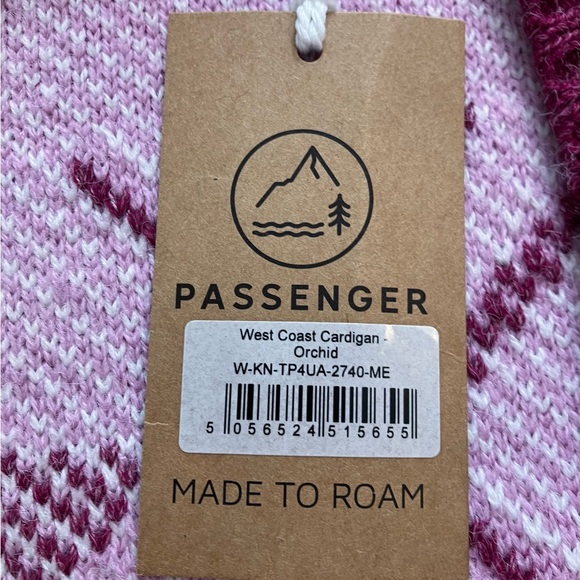 PASSENGER
West Coast Cardigan -
Orchid
W-KN-TP4UA-2740-ME
5 056524 515655
MADE TO ROAM